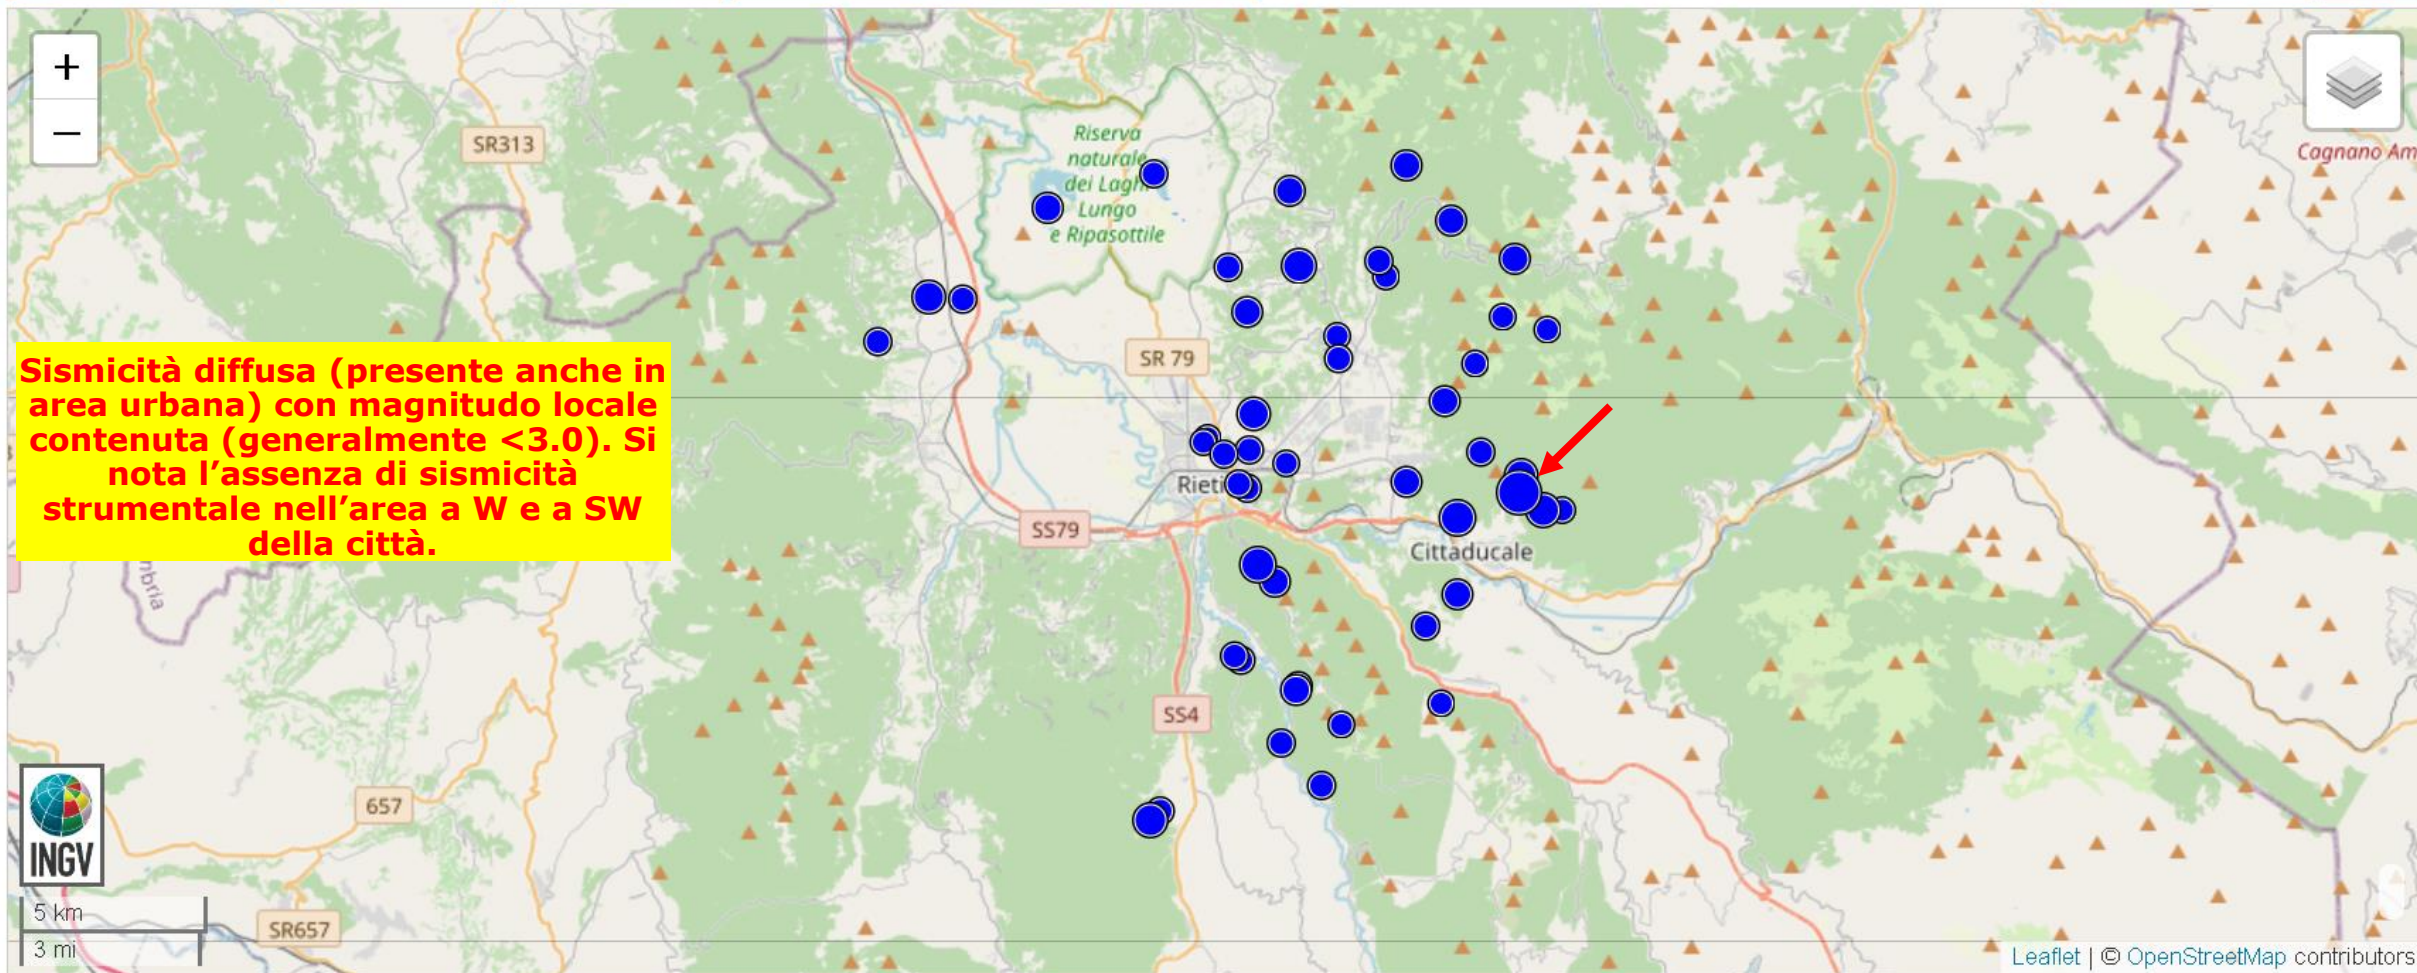 +
−
SR313
Riserva
naturale
dei Laghi
Lungo
e Ripasottile
Cagnano Am
SR 79
Sismicità diffusa (presente anche in
area urbana) con magnitudo locale
contenuta (generalmente <3.0). Si
nota l’assenza di sismicità
strumentale nell’area a W e a SW
della città.
Rieti
SS79
Cittaducale
mbria
SS4
657
INGV
5 km
3 mi
SR657
Leaflet | © OpenStreetMap contributors